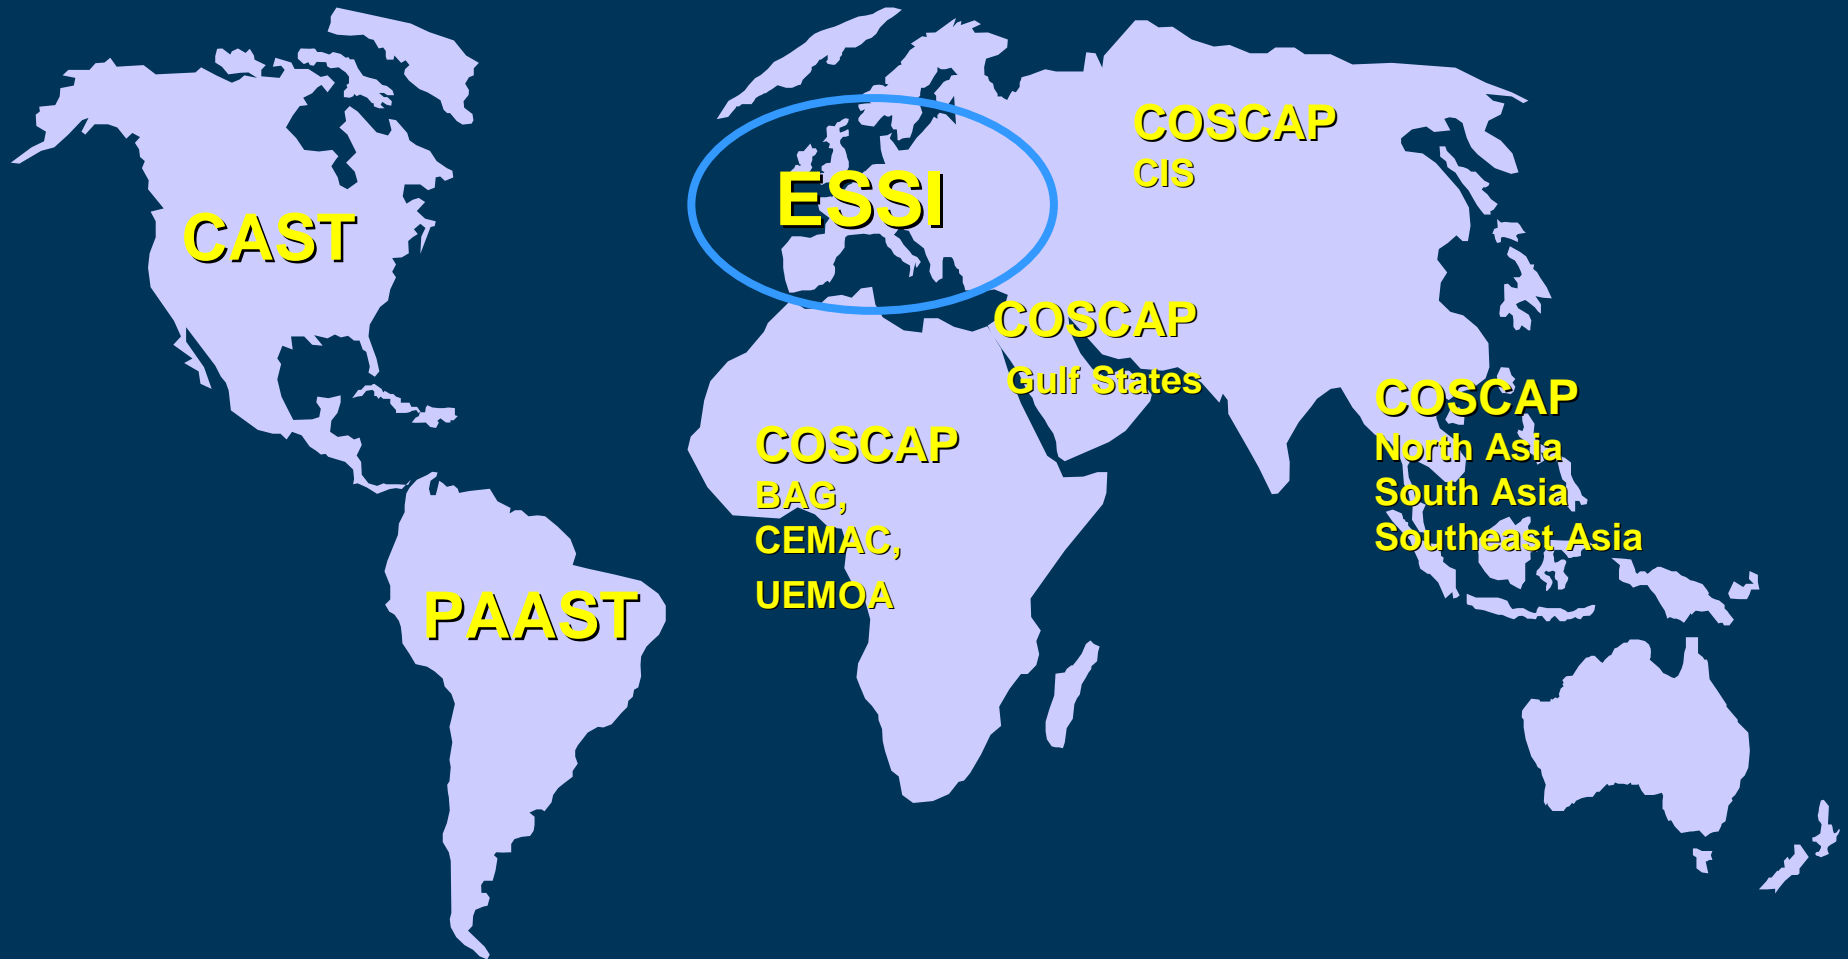 COSCAP
CIS
ESSI
CAST
COSCAP
Gulf States
COSCAP
North Asia
South Asia
Southeast Asia
COSCAP
BAG,
CEMAC,
UEMOA
PAAST